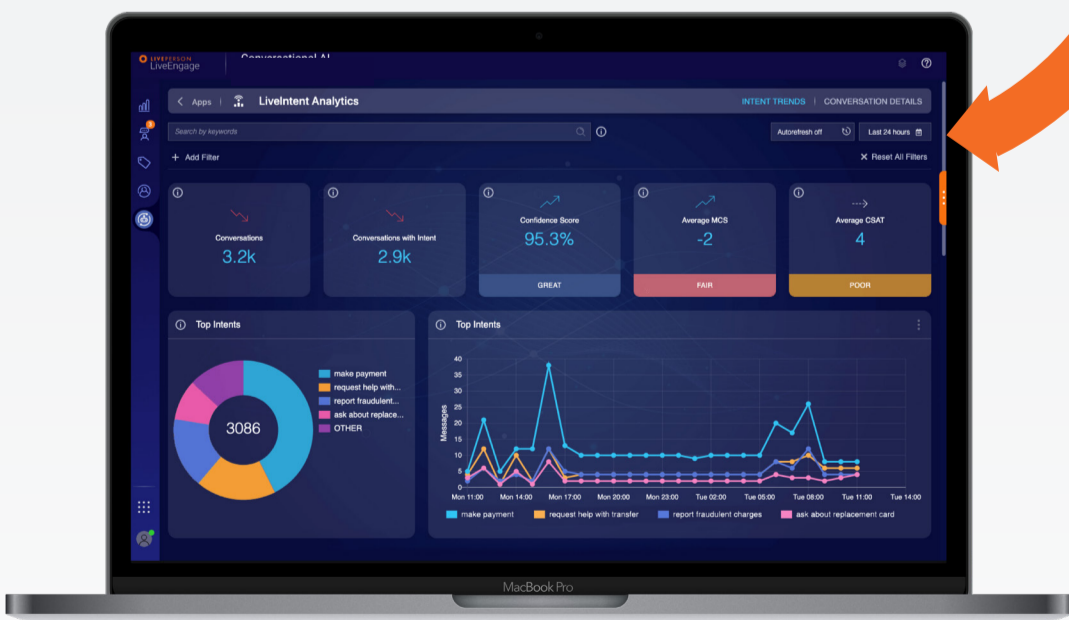 LIVEPERSON
LiveEngage
Conversational AI
Apps
LiveIntent Analytics
INTENT TRENDS | CONVERSATION DETAILS
3
Search by keywords
Autorefresh off
Last 24 hours
+ Add Filter
X Reset All Filters
Conversations
3.2k
Conversations with Intent
2.9k
Confidence Score
95.3%
GREAT
Average MCS
-2
FAIR
Average CSAT
4
POOR
Top Intents
3086
make payment
request help with...
report fraudulent...
ask about replace...
OTHER
Top Intents
Messages
40
35
30
25
20
15
10
5
0
Mon 11:00 Mon 14:00 Mon 17:00 Mon 20:00 Mon 23:00 Tue 02:00 Tue 05:00 Tue 08:00 Tue 11:00 Tue 14:00
make payment request help with transfer report fraudulent charges ask about replacement card
MacBook Pro